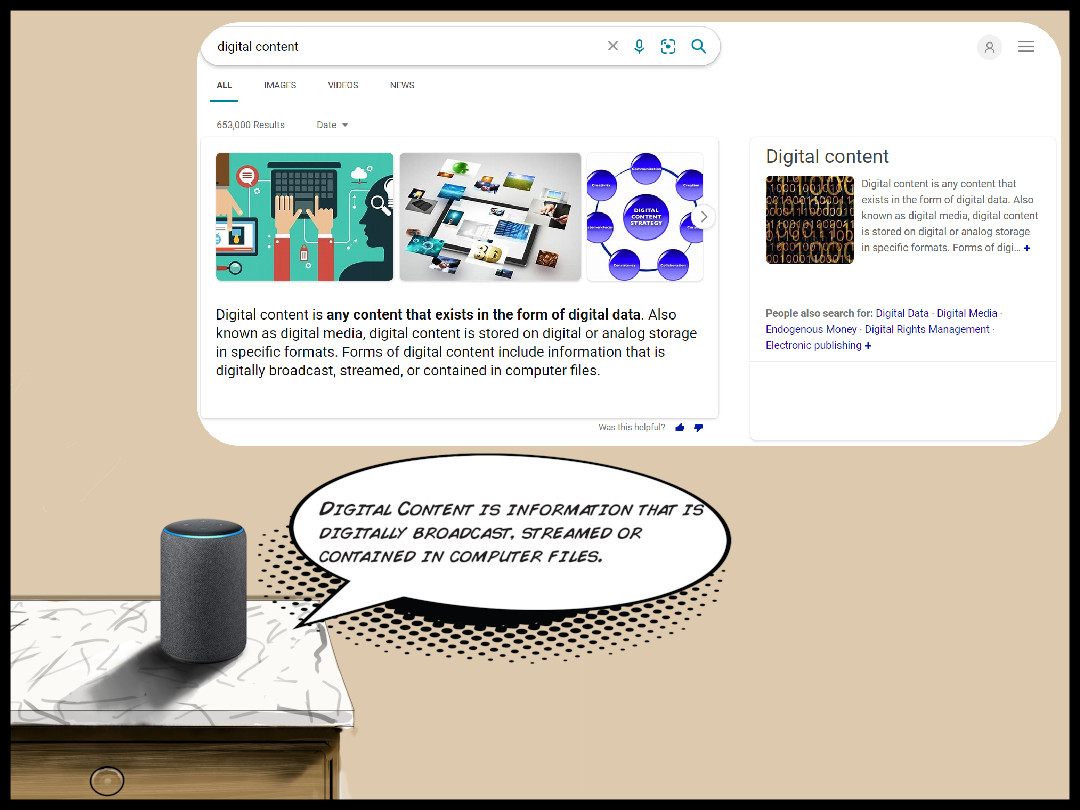 digital content
ALL IMAGES VIDEOS NEWS
653,000 Results Date
Digital content is any content that exists in the form of digital data. Also
known as digital media, digital content is stored on digital or analog storage
in specific formats. Forms of digital content include information that is
digitally broadcast, streamed, or contained in computer files.
Was this helpful?
Digital content
Digital content is any content that
exists in the form of digital data. Also
known as digital media, digital content
is stored on digital or analog storage
in specific formats. Forms of digi... +
People also search for: Digital Data · Digital Media ·
Endogenous Money · Digital Rights Management ·
Electronic publishing +
DIGITAL
CONTENT
STRATEGY
Communication
Creativity
Creation
Consistency
Collaboration
DIGITAL CONTENT IS INFORMATION THAT IS
DIGITALLY BROADCAST, STREAMED OR
CONTAINED IN COMPUTER FILES.